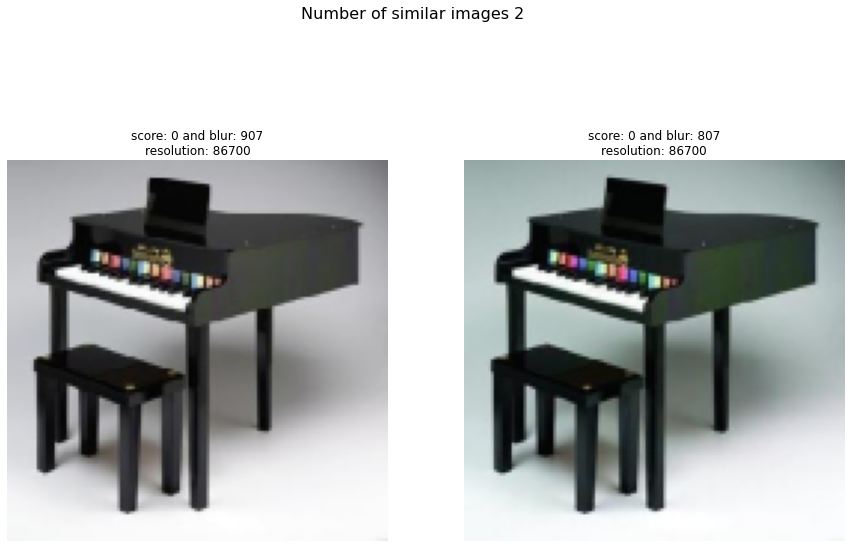 Number of similar images 2
score: 0 and blur: 907
resolution: 86700
score: 0 and blur: 807
resolution: 86700